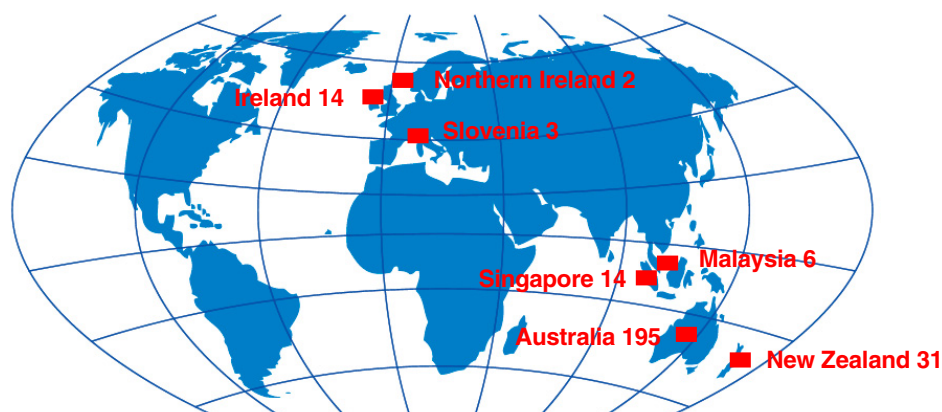 Northern Ireland 2
Ireland 14
Slovenia 3
Malaysia 6
Singapore 14
Australia 195
New Zealand 31